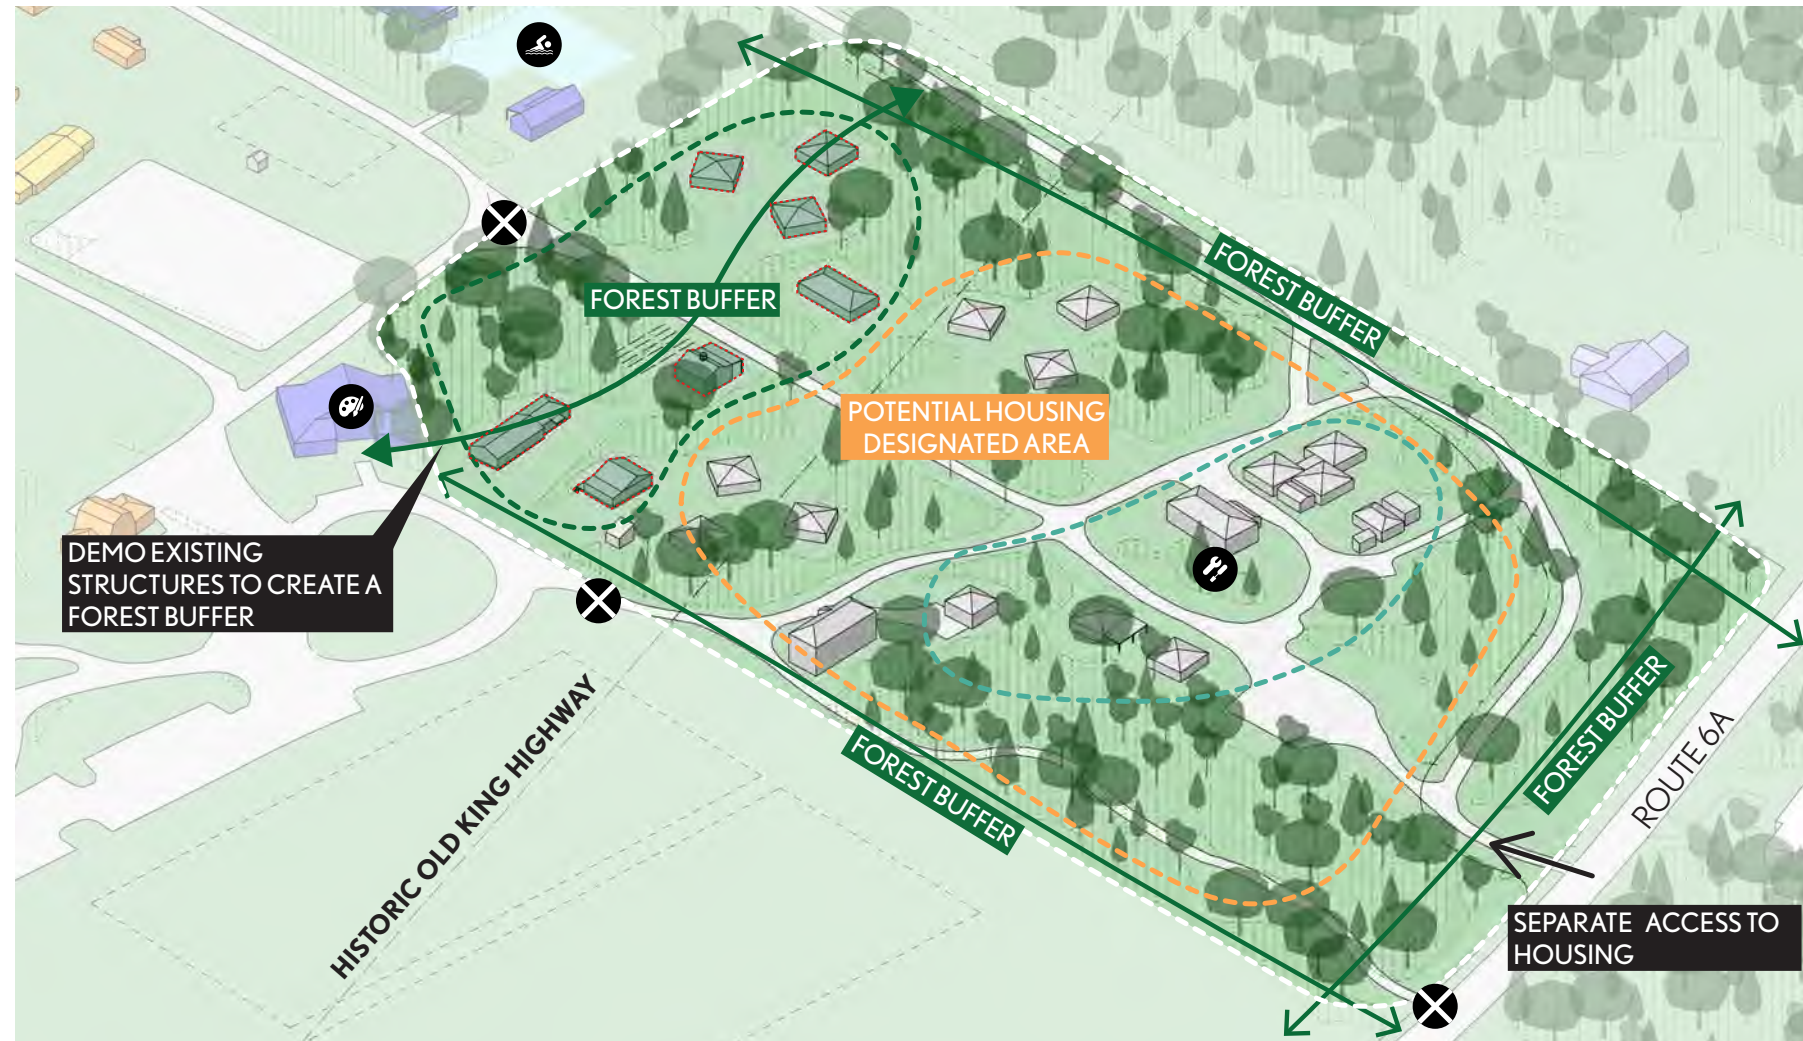 FOREST BUFFER
FOREST BUFFER
POTENTIAL HOUSING
DESIGNATED AREA
DEMO EXISTING
STRUCTURES TO CREATE A
FOREST BUFFER
HISTORIC OLD KING HIGHWAY
FOREST BUFFER
FOREST BUFFER
ROUTE 6A
SEPARATE ACCESS TO
HOUSING